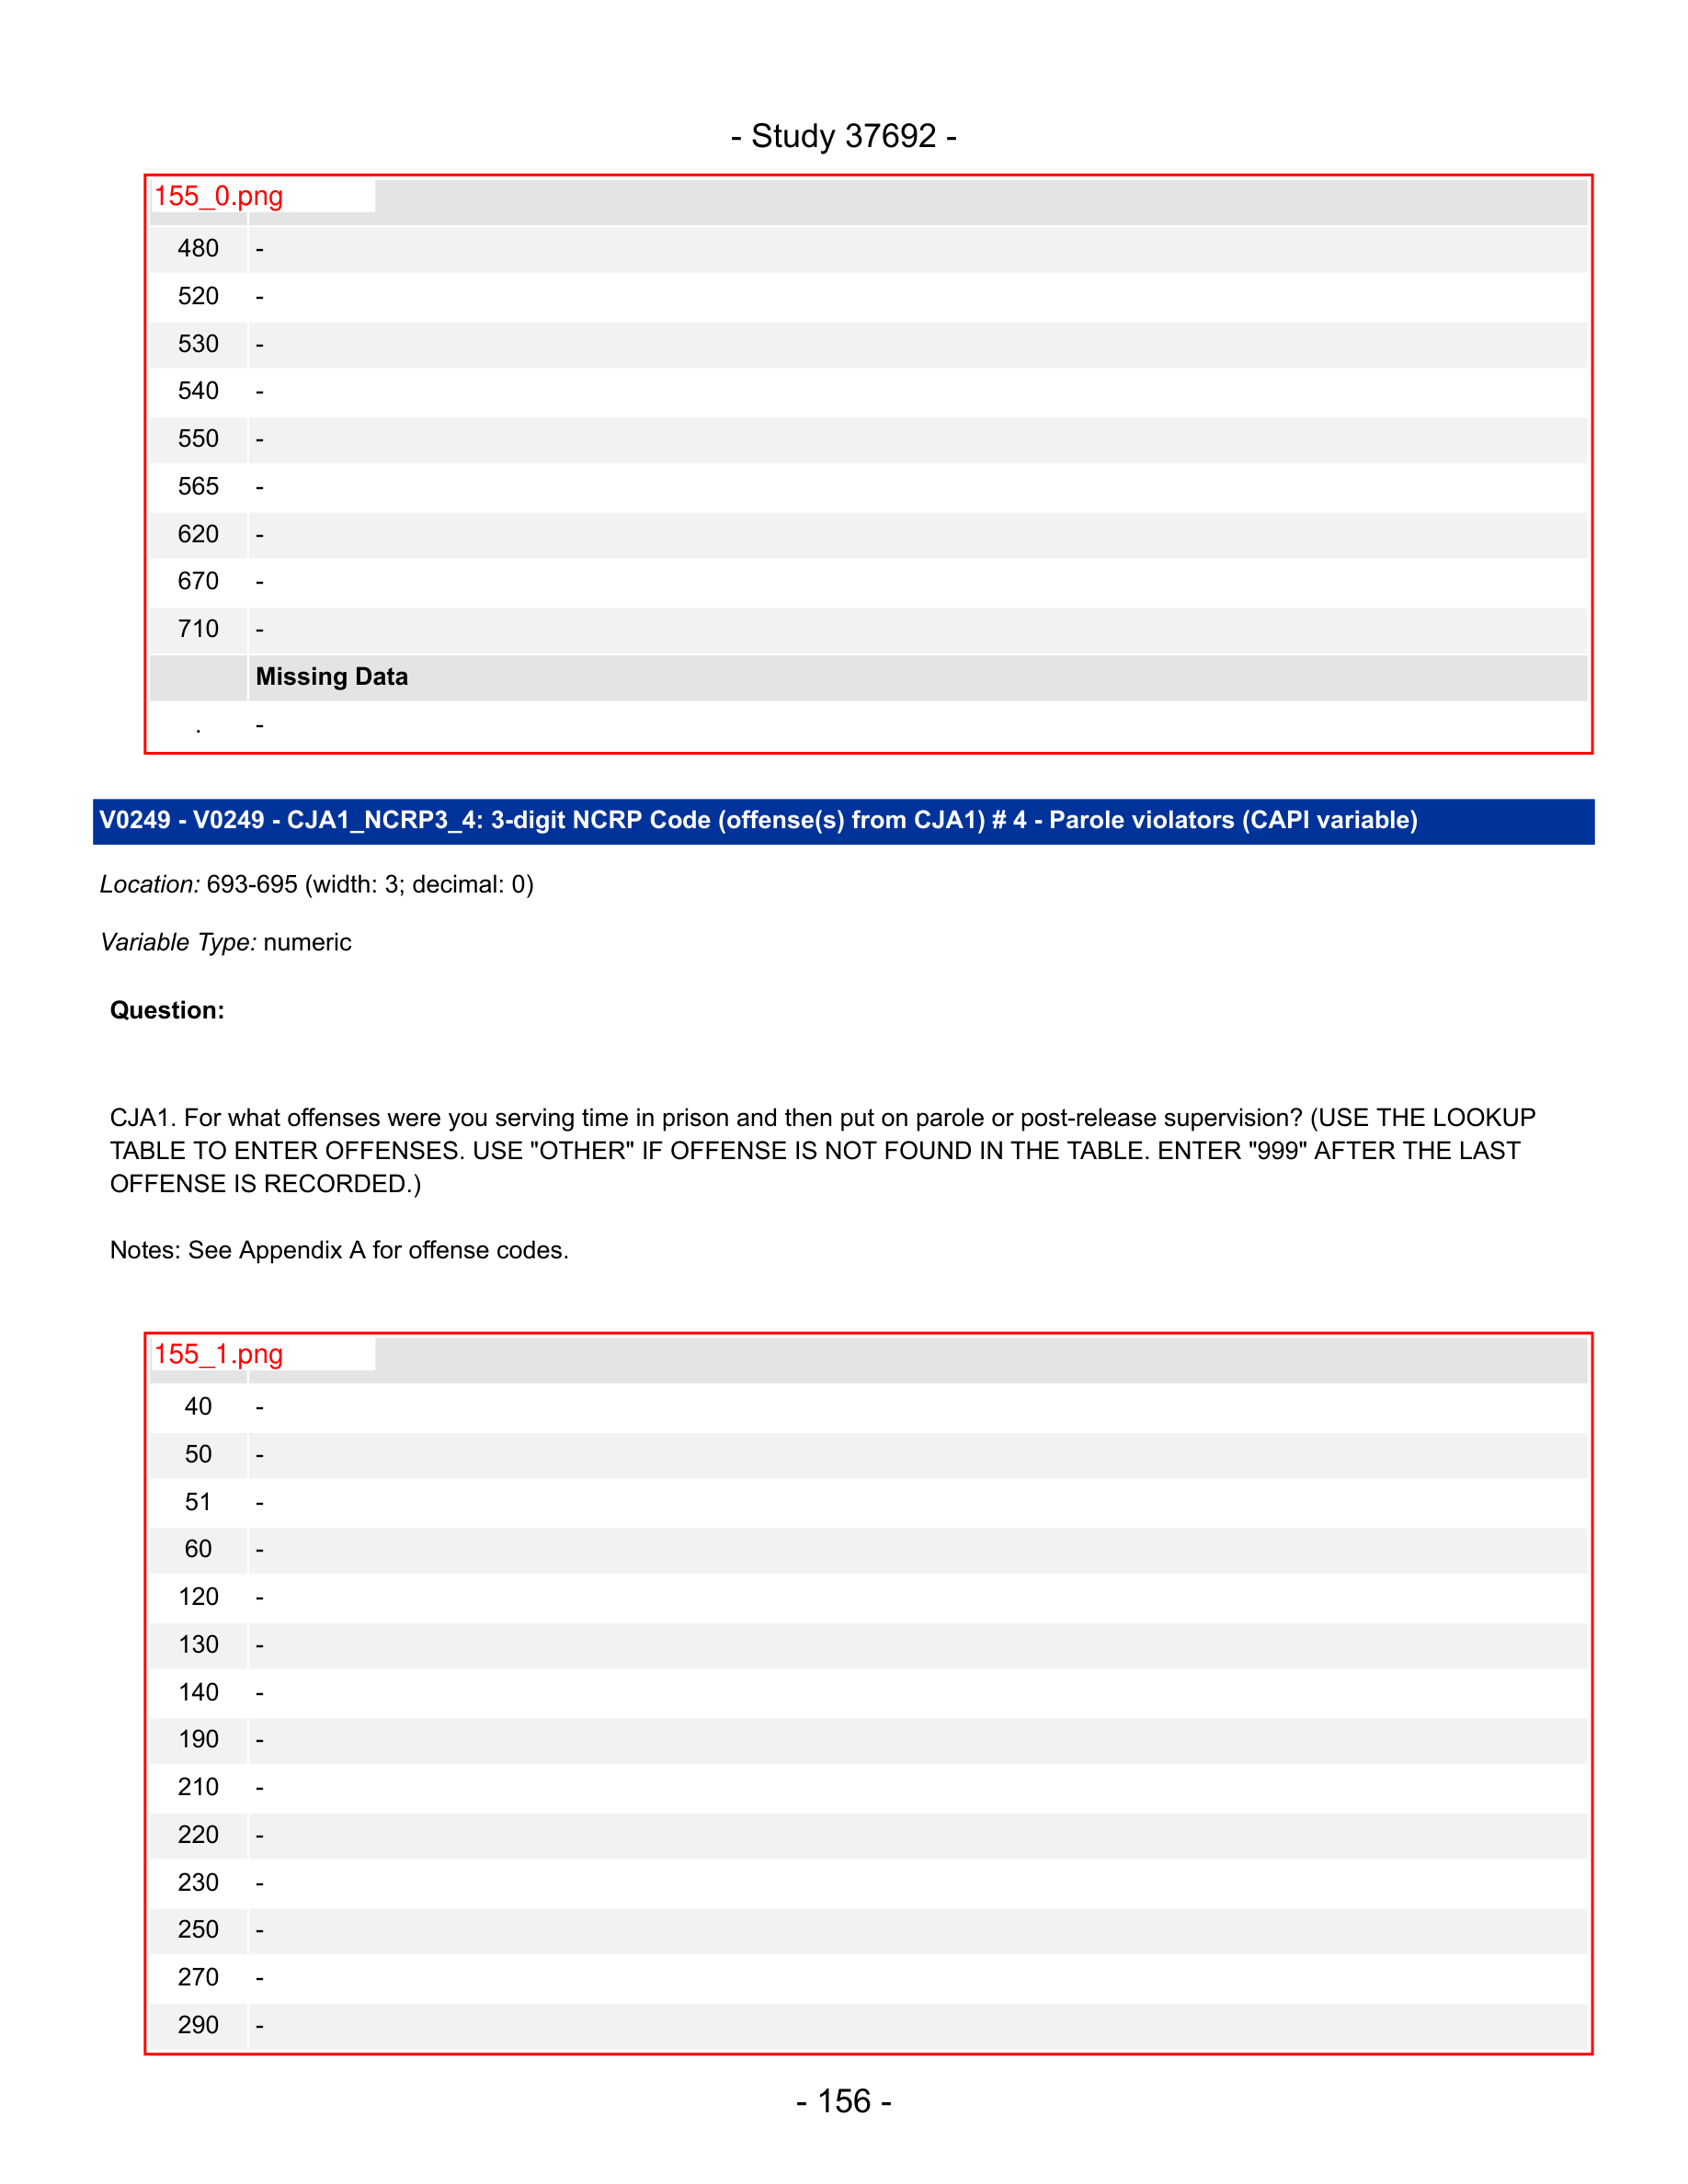 - Study 37692 -
155_0.png
480 -
520 -
530 -
540 -
550 -
565 -
620 -
670 -
710 -
Missing Data
. -
V0249 - V0249 - CJA1_NCRP3_4: 3-digit NCRP Code (offense(s) from CJA1) # 4 - Parole violators (CAPI variable)
Location: 693-695 (width: 3; decimal: 0)
Variable Type: numeric
Question:
CJA1. For what offenses were you serving time in prison and then put on parole or post-release supervision? (USE THE LOOKUP
TABLE TO ENTER OFFENSES. USE "OTHER" IF OFFENSE IS NOT FOUND IN THE TABLE. ENTER "999" AFTER THE LAST
OFFENSE IS RECORDED.)
Notes: See Appendix A for offense codes.
155_1.png
40 -
50 -
51 -
60 -
120 -
130 -
140 -
190 -
210 -
220 -
230 -
250 -
270 -
290 -
- 156 -